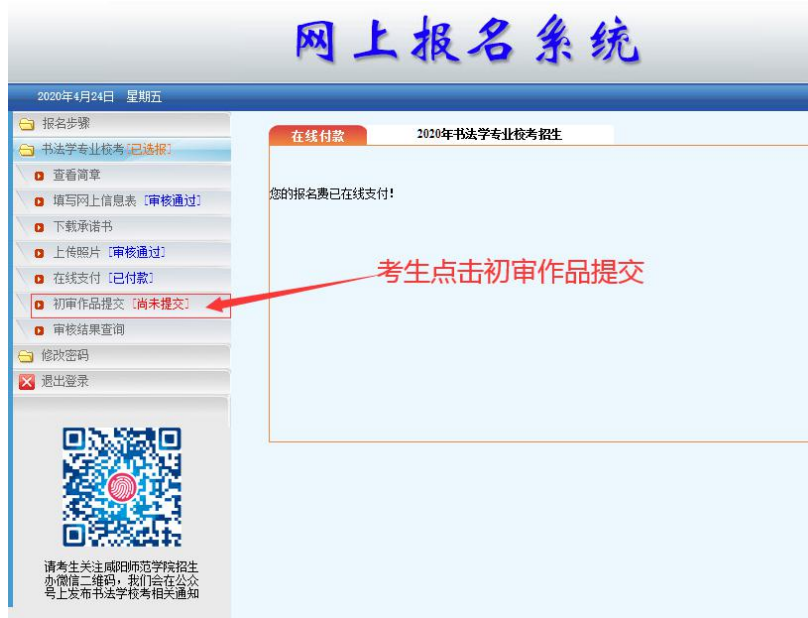 网上报名系统
2020年4月24日 星期五
报名步骤
书法学专业校考[已选报]
查看简章
填写网上信息表 [审核通过]
下载承诺书
上传照片 [审核通过]
在线支付 [已付款]
初审作品提交 [尚未提交]
审核结果查询
修改密码
退出登录
请考生关注咸阳师范学院招生
办微信二维码，我们会在公众
号上发布书法学校考相关通知
在线付款
2020年书法学专业校考招生
您的报名费已在线支付！
考生点击初审作品提交